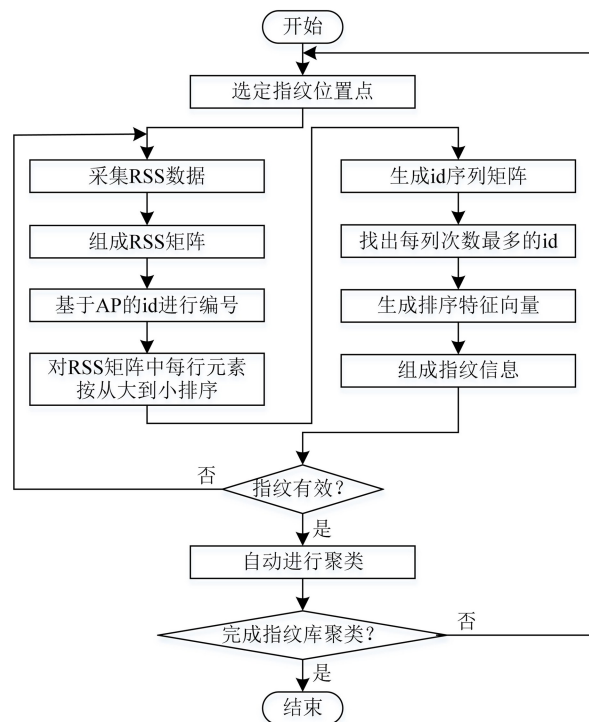 开始
选定指纹位置点
采集RSS数据
组成RSS矩阵
基于AP的id进行编号
对RSS矩阵中每行元素
按从大到小排序
生成id序列矩阵
找出每列次数最多的id
生成排序特征向量
组成指纹信息
否
指纹有效?
是
自动进行聚类
完成指纹库聚类?
否
是
结束